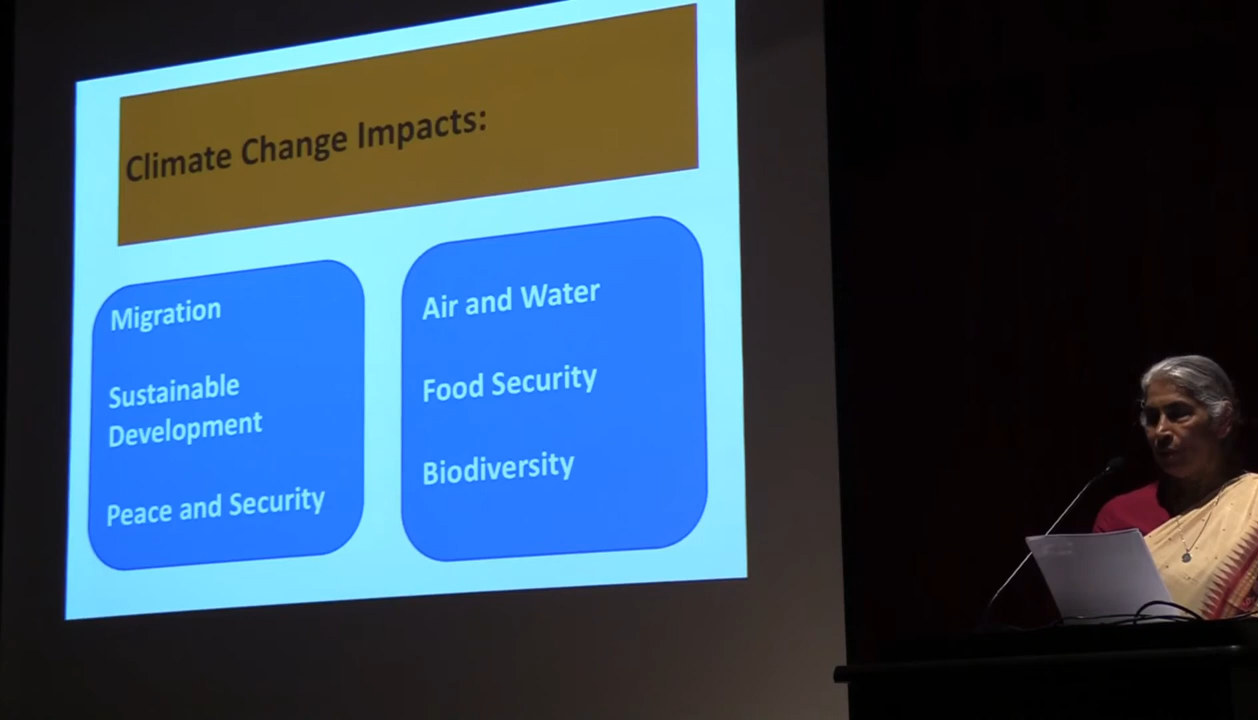 Climate Change Impacts:
Migration
Sustainable
Development
Peace and Security
Air and Water
Food Security
Biodiversity